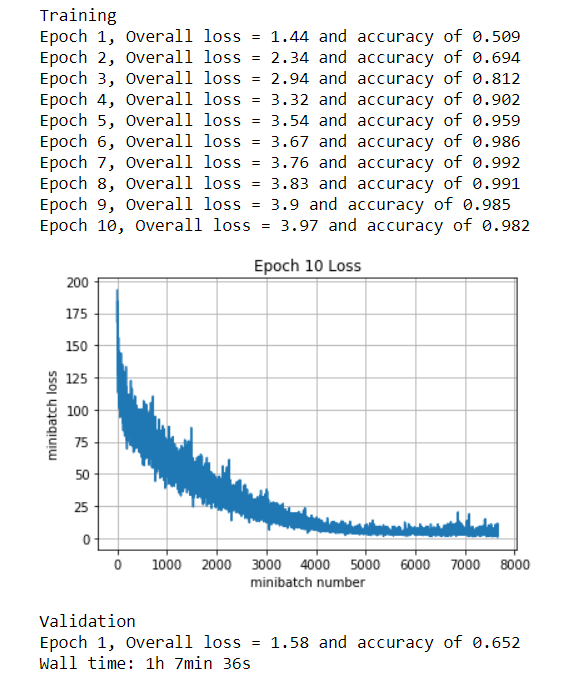 Training
Epoch 1, Overall loss = 1.44 and accuracy of 0.509
Epoch 2, Overall loss = 2.34 and accuracy of 0.694
Epoch 3, Overall loss = 2.94 and accuracy of 0.812
Epoch 4, Overall loss = 3.32 and accuracy of 0.902
Epoch 5, Overall loss = 3.54 and accuracy of 0.959
Epoch 6, Overall loss = 3.67 and accuracy of 0.986
Epoch 7, Overall loss = 3.76 and accuracy of 0.992
Epoch 8, Overall loss = 3.83 and accuracy of 0.991
Epoch 9, Overall loss = 3.9 and accuracy of 0.985
Epoch 10, Overall loss = 3.97 and accuracy of 0.982
Epoch 10 Loss
200
175
150
125
100
75
50
25
0
minibatch loss
0 1000 2000 3000 4000 5000 6000 7000 8000
minibatch number
Validation
Epoch 1, Overall loss = 1.58 and accuracy of 0.652
Wall time: 1h 7min 36s